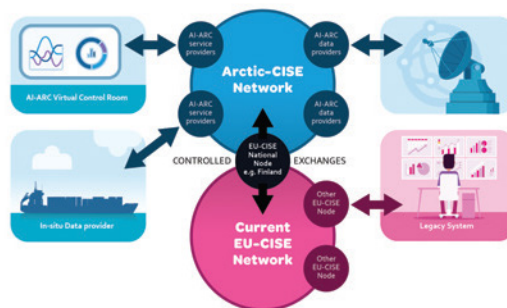 AI-ARC
service
providers
AI-ARC
data
providers
Arctic-CISE
Network
AI-ARC Virtual Control Room
AI-ARC
service
providers
AI-ARC
data
providers
EU-CISE
National
Node
e.g. Finland
CONTROLLED
EXCHANGES
In-situ Data provider
Current
EU-CISE
Network
Other
EU-CISE
Node
Legacy System
Other
EU-CISE
Node